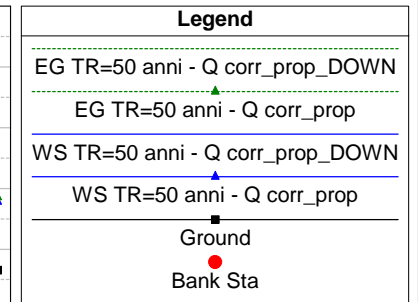 Legend
EG TR=50 anni - Q corr_prop_DOWN
EG TR=50 anni - Q corr_prop
WS TR=50 anni - Q corr_prop_DOWN
WS TR=50 anni - Q corr_prop
Ground
Bank Sta